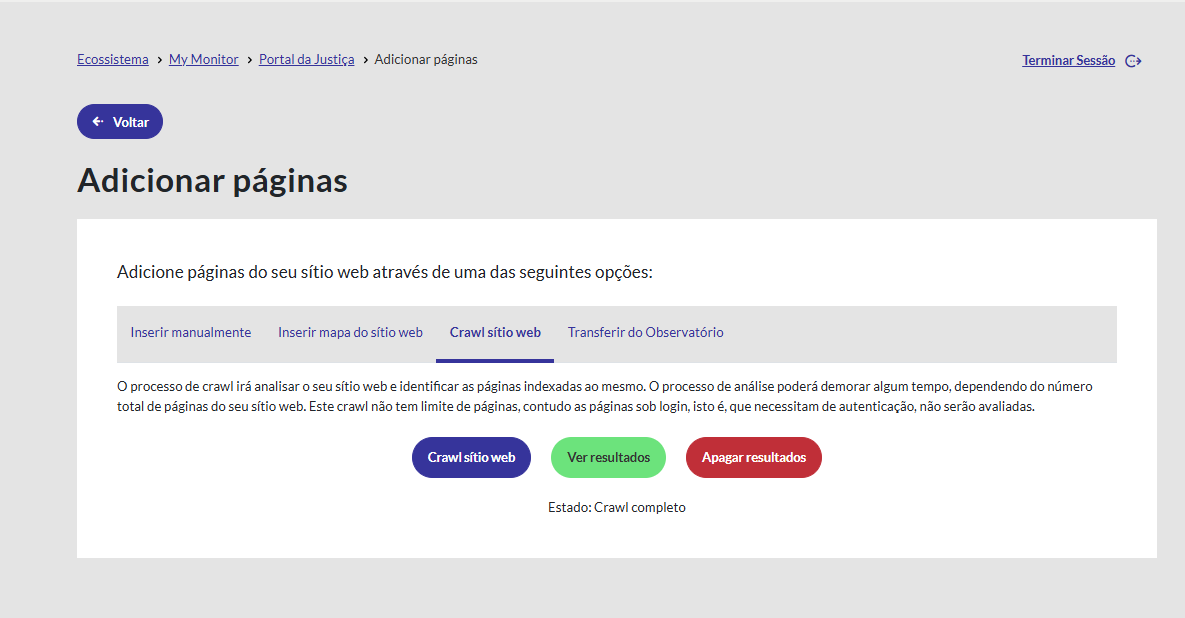 Ecossistema › My Monitor › Portal da Justiça › Adicionar páginas
Terminar Sessão
Voltar
Adicionar páginas
Adicione páginas do seu sítio web através de uma das seguintes opções:
Inserir manualmente Inserir mapa do sítio web Crawl sítio web Transferir do Observatório
O processo de crawl irá analisar o seu sítio web e identificar as páginas indexadas ao mesmo. O processo de análise poderá demorar algum tempo, dependendo do número
total de páginas do seu sítio web. Este crawl não tem limite de páginas, contudo as páginas sob login, isto é, que necessitam de autenticação, não serão avaliadas.
Crawl sítio web Ver resultados Apagar resultados
Estado: Crawl completo